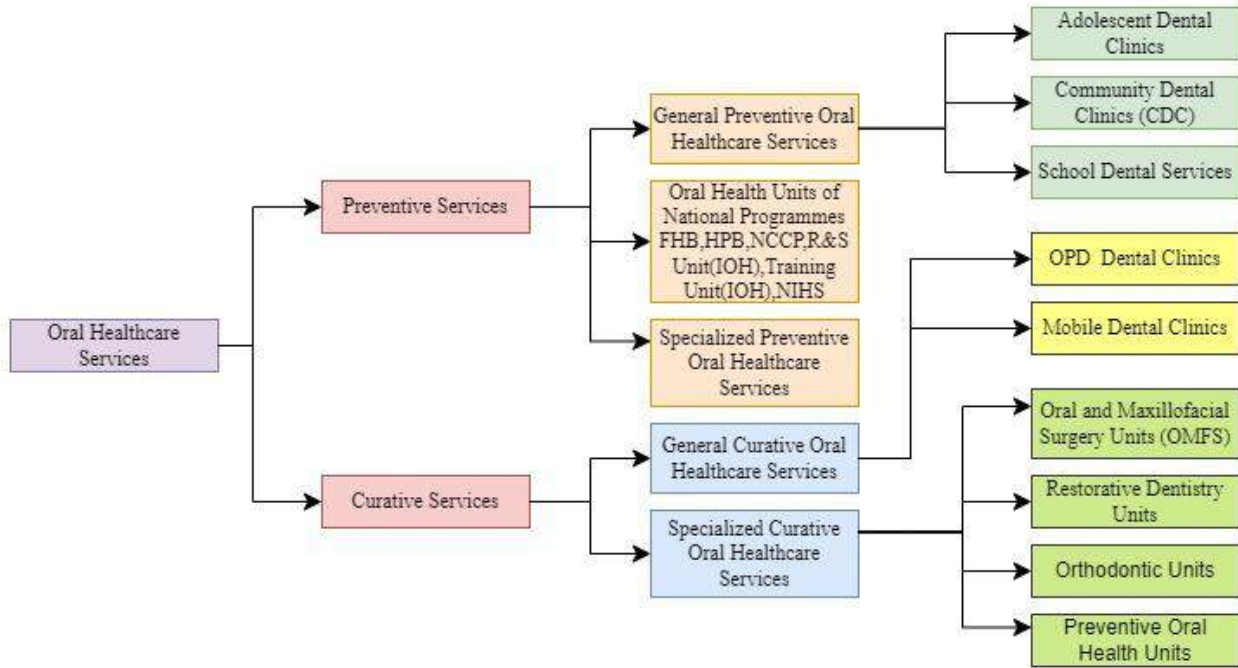 Oral Healthcare
Services
Preventive Services
Curative Services
General Preventive Oral
Healthcare Services
Oral Health Units of
National Programmes
FHB,HPB,NCCP,R&S
Unit(IOH),Training
Unit(IOH),NIHS
Specialized Preventive
Oral Healthcare
Services
General Curative Oral
Healthcare Services
Specialized Curative
Oral Healthcare
Services
Adolescent Dental
Clinics
Community Dental
Clinics (CDC)
School Dental Services
OPD Dental Clinics
Mobile Dental Clinics
Oral and Maxillofacial
Surgery Units (OMFS)
Restorative Dentistry
Units
Orthodontic Units
Preventive Oral
Health Units